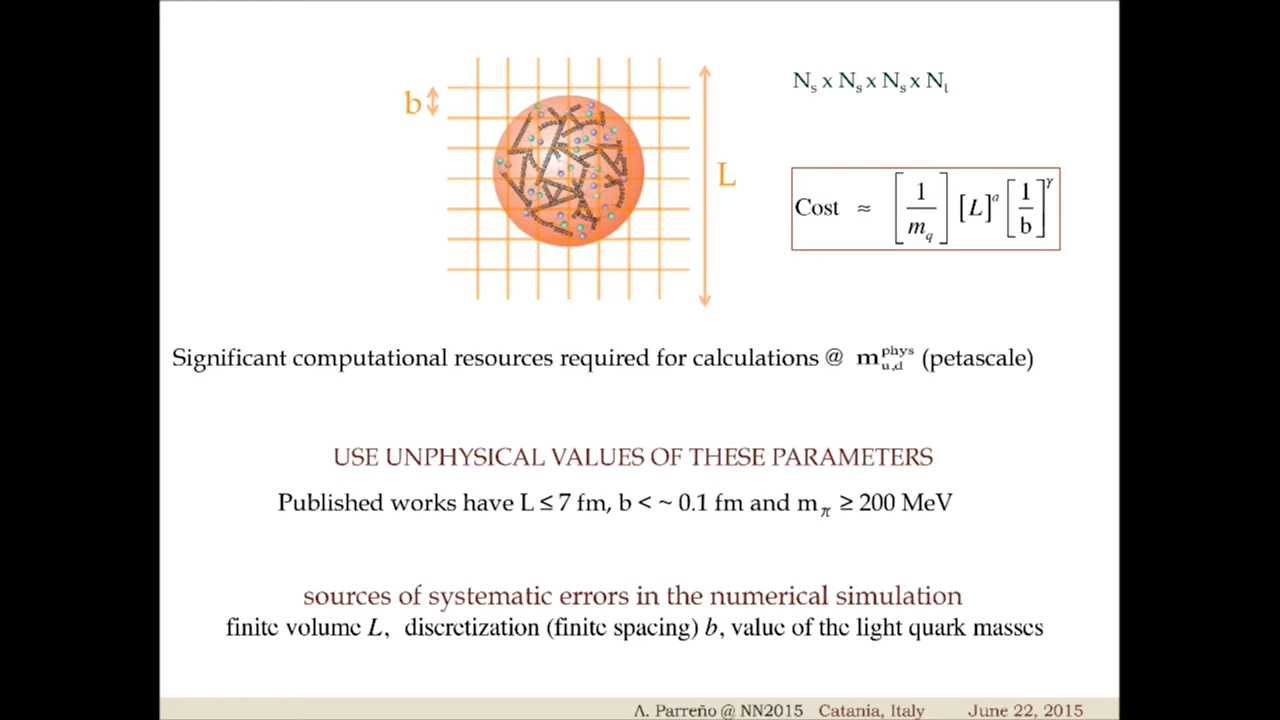 N_s x N_s x N_s x N_t
b
L
Cost ≈ [1/m_q] [L]^a [1/b]^γ
Significant computational resources required for calculations @ m_{u,d}^{phys} (petascale)
USE UNPHYSICAL VALUES OF THESE PARAMETERS
Published works have L ≤ 7 fm, b < ~ 0.1 fm and m_π ≥ 200 MeV
sources of systematic errors in the numerical simulation
finite volume L, discretization (finite spacing) b, value of the light quark masses
A. Parreño @ NN2015 Catania, Italy June 22, 2015